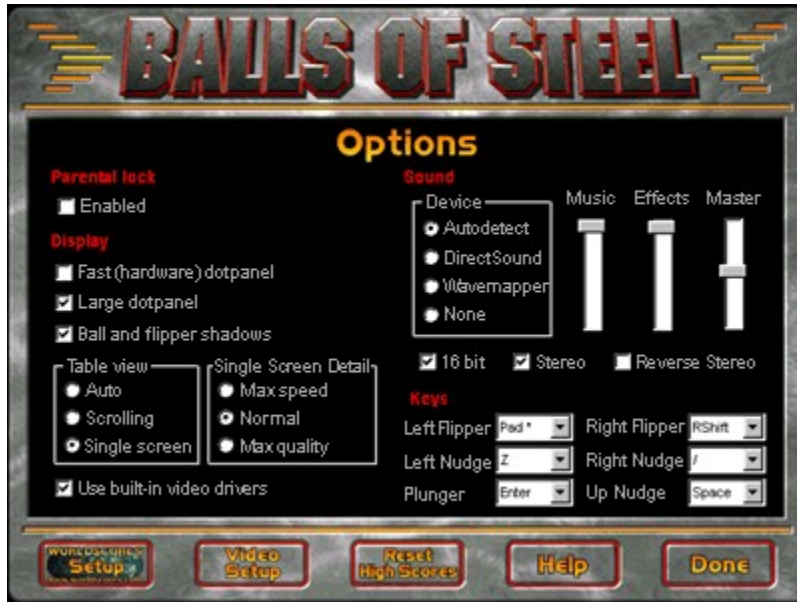 BALLS OF STEEL
Options
Parental lock
Enabled
Display
Fast (hardware) dotpanel
Large dotpanel
Ball and flipper shadows
Table view
Auto
Scrolling
Single screen
Single Screen Detail
Max speed
Normal
Max quality
Use built-in video drivers
Sound
Device
Autodetect
DirectSound
Wavemapper
None
Music Effects Master
16 bit Stereo Reverse Stereo
Keys
Left Flipper Pad * Right Flipper RShift
Left Nudge Z Right Nudge /
Plunger Enter Up Nudge Space
WORLDSCORES
Setup
Video
Setup
Reset
High Scores
Help
Done